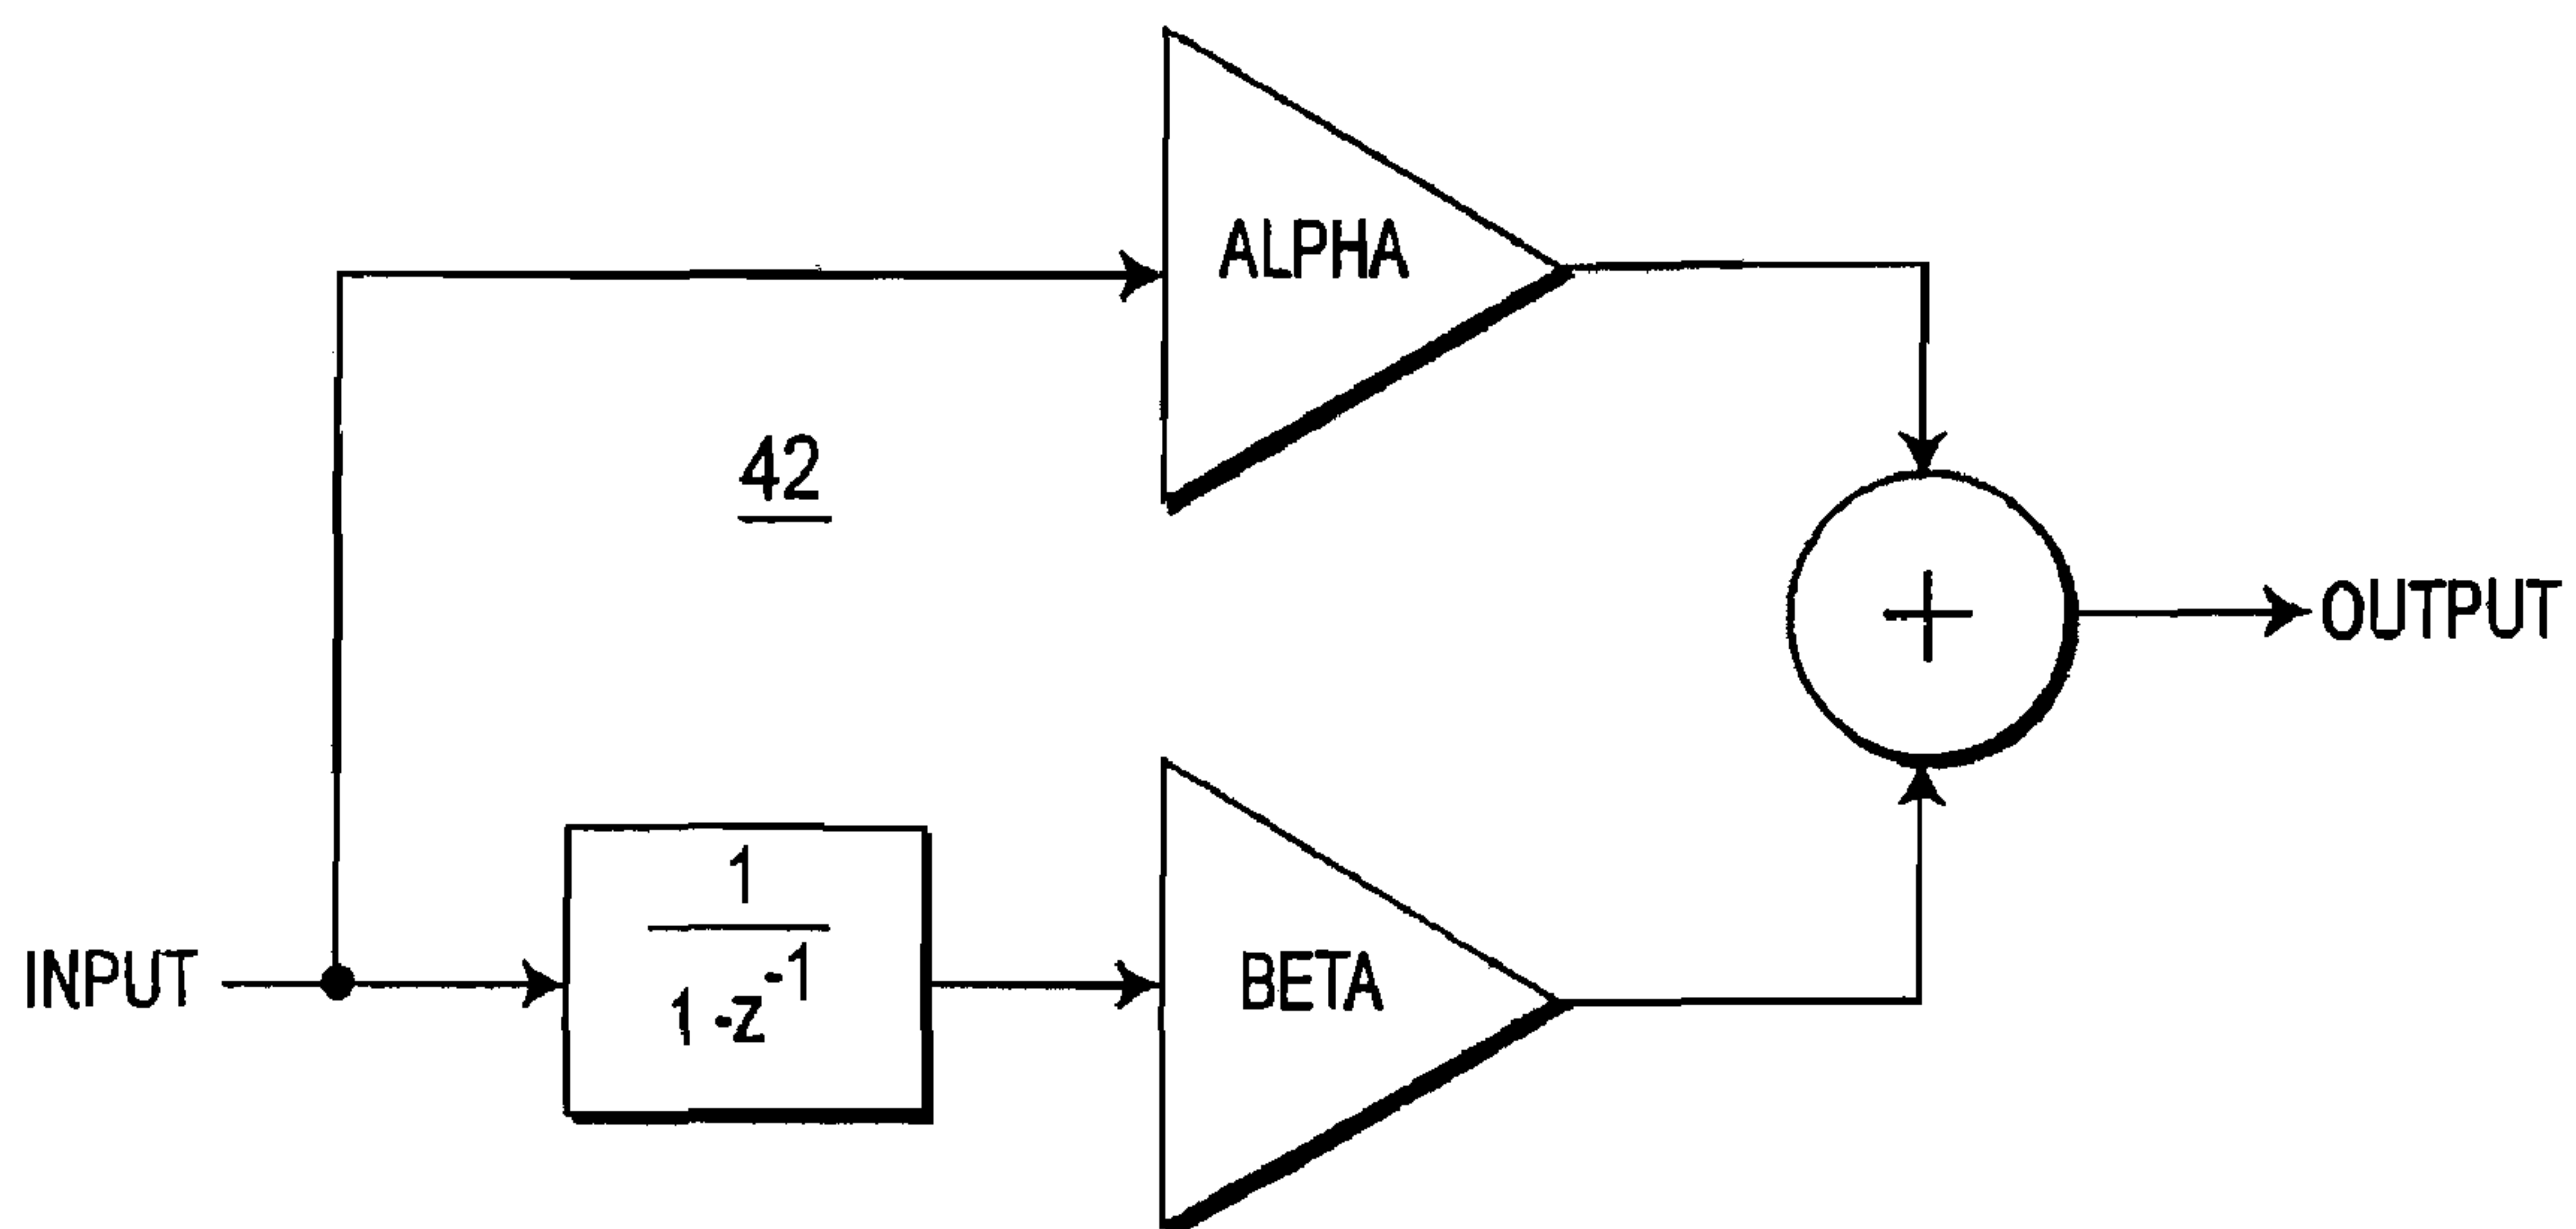 ALPHA
42
+
OUTPUT
INPUT
1
1-z^-1
BETA